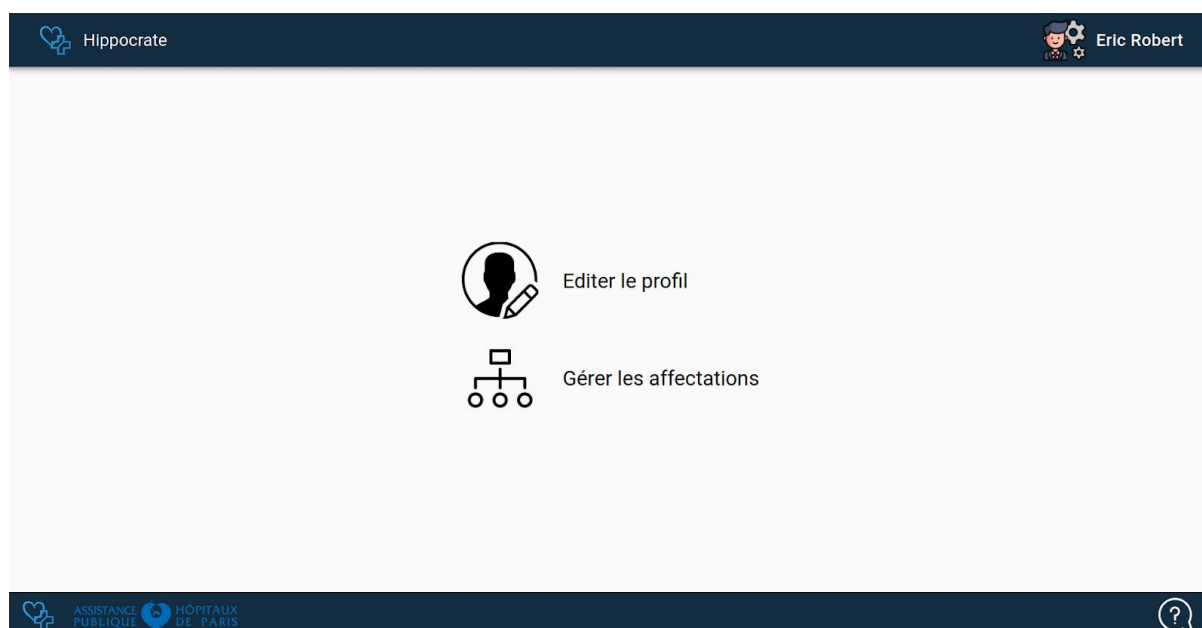 Hippocrate
Eric Robert
Editer le profil
Gérer les affectations
ASSISTANCE HÔPITAUX
PUBLIQUE DE PARIS
?